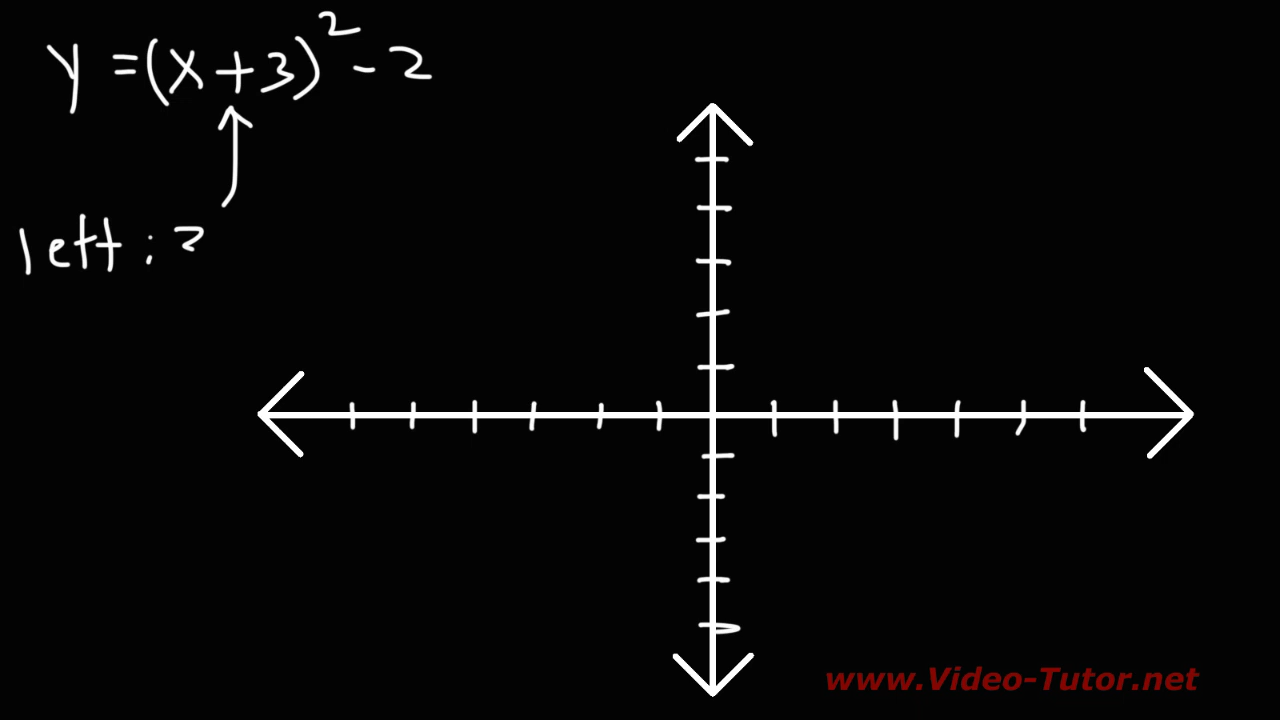 y = (x + 3)² - 2
left : 3
www.Video-Tutor.net